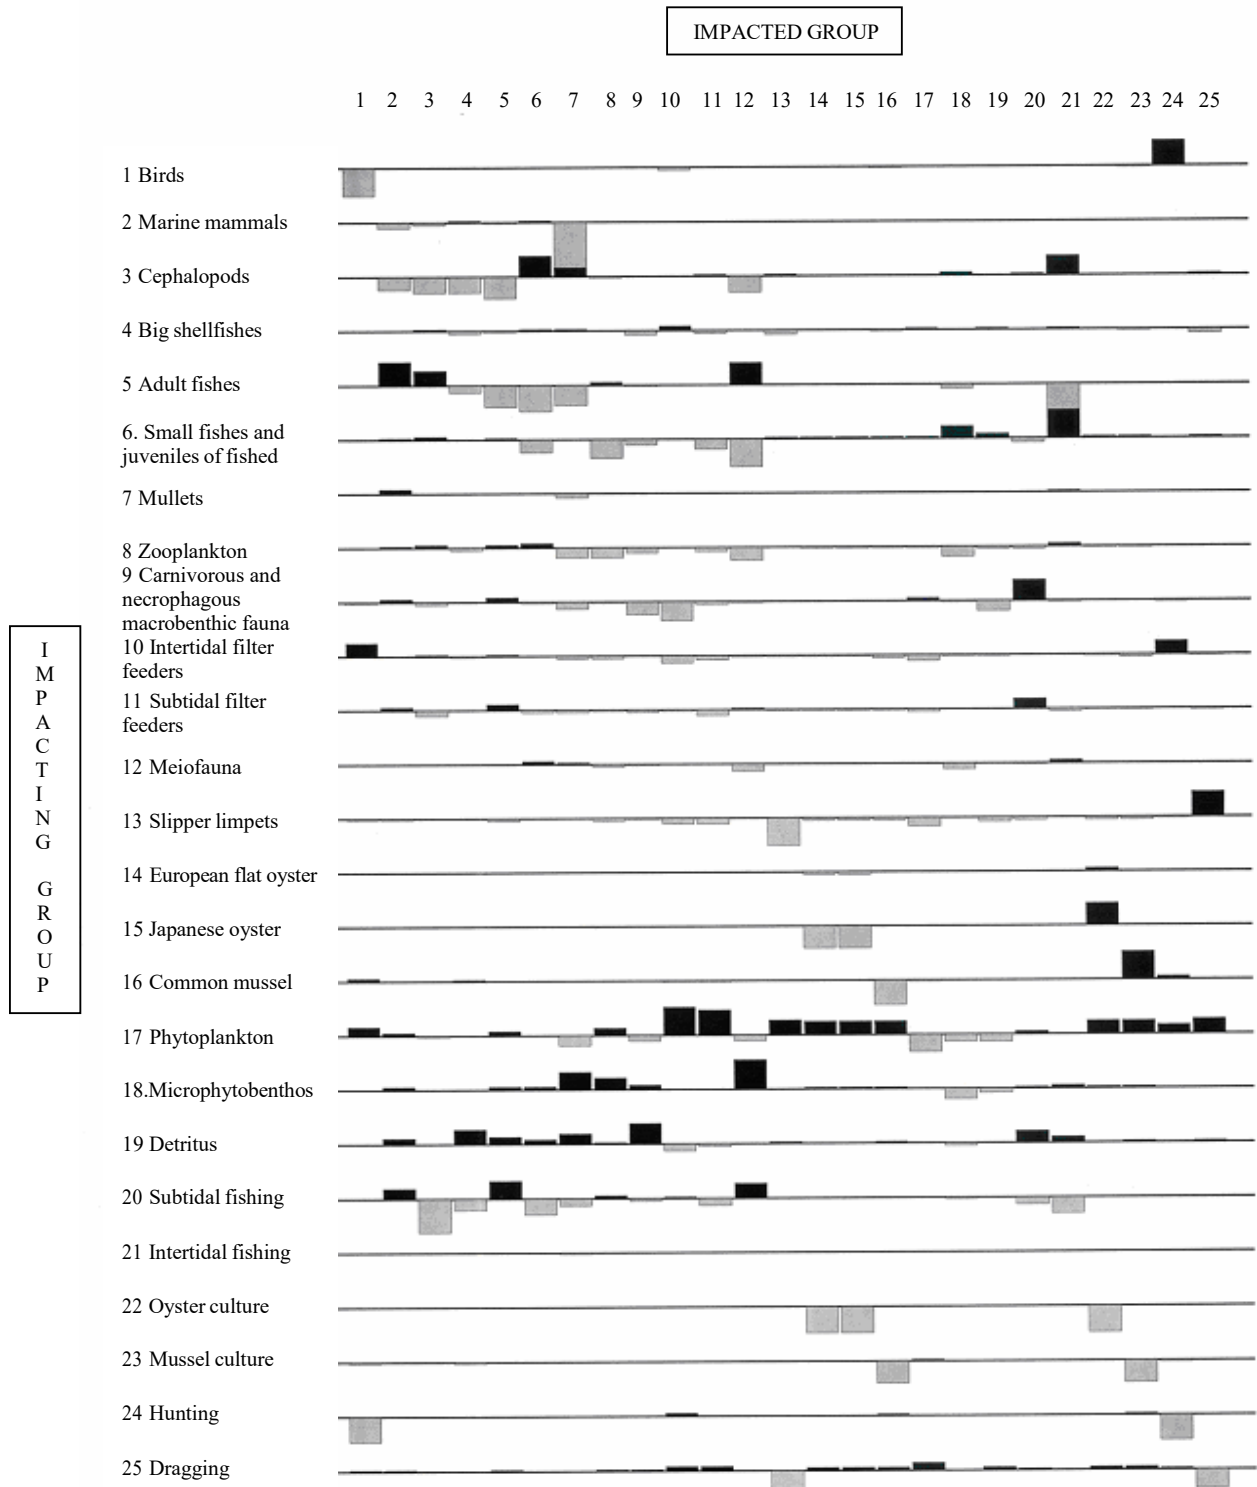 IMPACTED GROUP
1 2 3 4 5 6 7 8 9 10 11 12 13 14 15 16 17 18 19 20 21 22 23 24 25
1 Birds
2 Marine mammals
3 Cephalopods
4 Big shellfishes
5 Adult fishes
6. Small fishes and
juveniles of fished
7 Mullets
8 Zooplankton
9 Carnivorous and
necrophagous
macrobenthic fauna
10 Intertidal filter
feeders
11 Subtidal filter
feeders
12 Meiofauna
13 Slipper limpets
14 European flat oyster
15 Japanese oyster
16 Common mussel
17 Phytoplankton
18.Microphytobenthos
19 Detritus
20 Subtidal fishing
21 Intertidal fishing
22 Oyster culture
23 Mussel culture
24 Hunting
25 Dragging
I
M
P
A
C
T
I
N
G
G
R
O
U
P